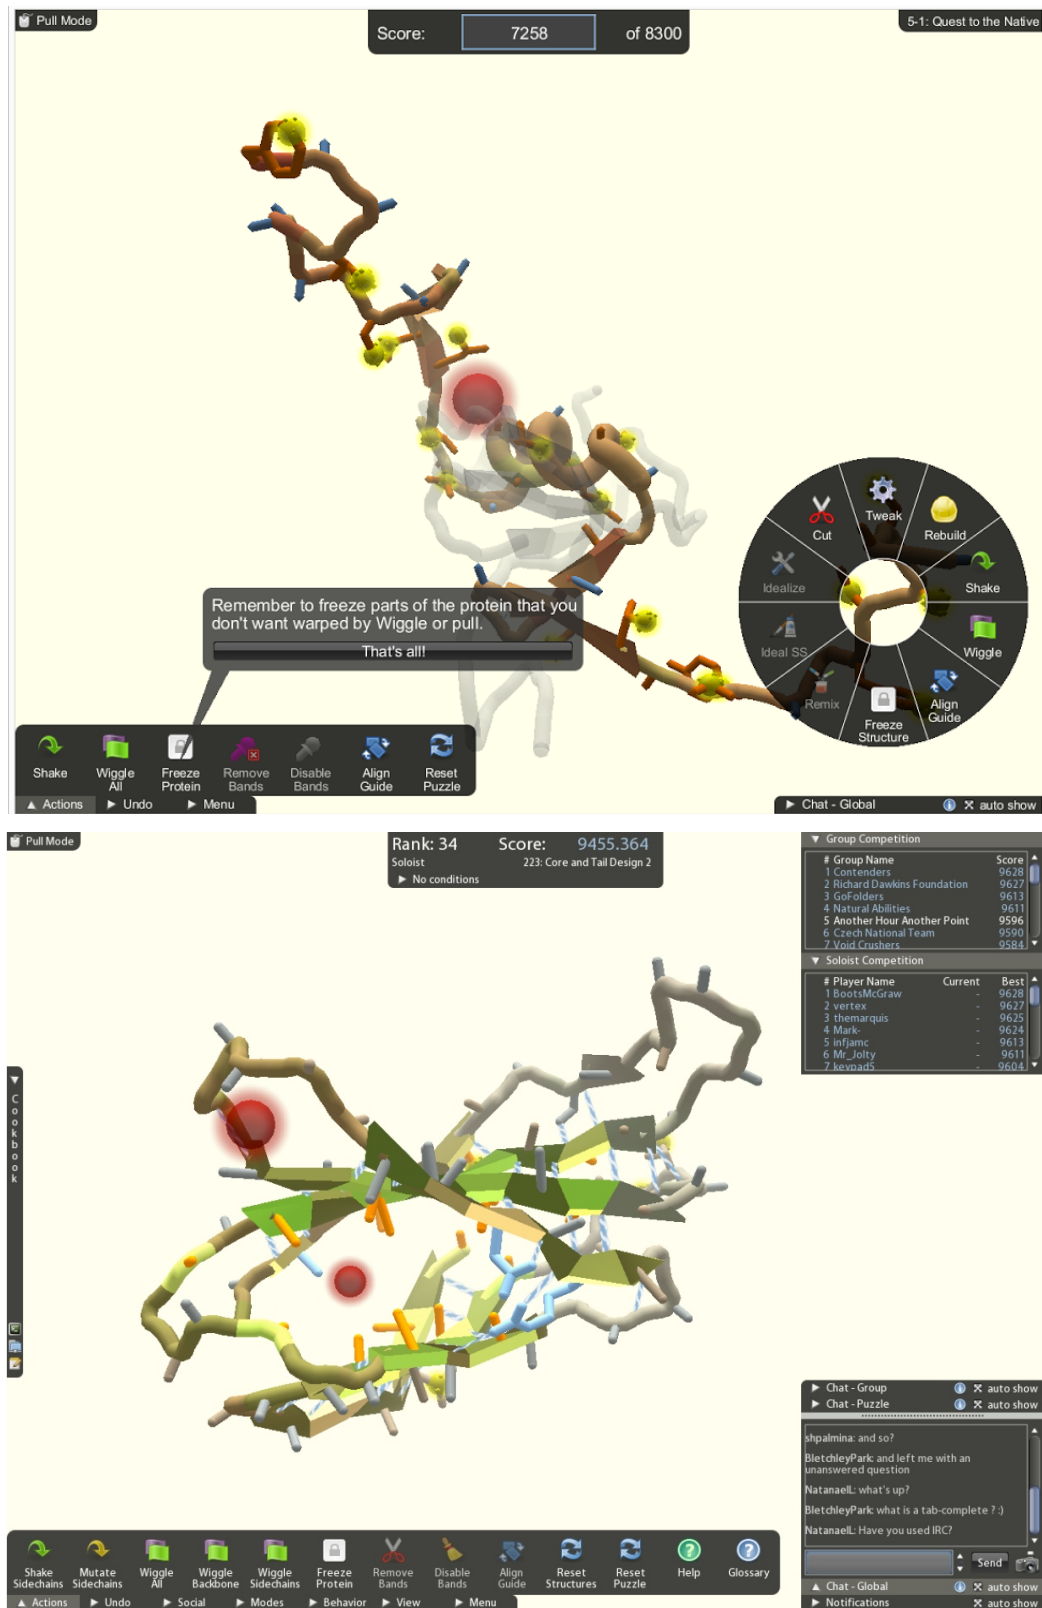 Pull Mode
Score: 7258 of 8300
5-1: Quest to the Native
Tweak
Cut
Rebuild
Idealize
Shake
Ideal SS
Wiggle
Remix
Align
Guide
Freeze
Structure
Remember to freeze parts of the protein that you
don't want warped by Wiggle or pull.
That's all!
Shake
Wiggle
All
Freeze
Protein
Remove
Bands
Disable
Bands
Align
Guide
Reset
Puzzle
Actions Undo Menu
Chat - Global auto show
Pull Mode
Rank: 34 Score: 9455.364
Soloist 223: Core and Tail Design 2
No conditions
Group Competition
# Group Name Score
1 Contenders 9628
2 Richard Dawkins Foundation 9627
3 GoFolders 9613
4 Natural Abilities 9611
5 Another Hour Another Point 9596
6 Czech National Team 9590
7 Void Crushers 9584
Soloist Competition
# Player Name Current Best
1 BootsMcGraw - 9628
2 vertex - 9627
3 themarquis - 9625
4 Mark- - 9624
5 infjamc - 9613
6 Mr_Jolty - 9611
7 keypad5 - 9604
Cookbook
Chat - Group auto show
Chat - Puzzle auto show
shpalmina: and so?
BletchleyPark: and left me with an
unanswered question
NatanaelL: what's up?
BletchleyPark: what is a tab-complete ? :)
NatanaelL: Have you used IRC?
Send
Chat - Global auto show
Notifications auto show
Shake
Sidechains
Mutate
Sidechains
Wiggle
All
Wiggle
Backbone
Wiggle
Sidechains
Freeze
Protein
Remove
Bands
Disable
Bands
Align
Guide
Reset
Structures
Reset
Puzzle
Help
Glossary
Actions Undo Social Modes Behavior View Menu